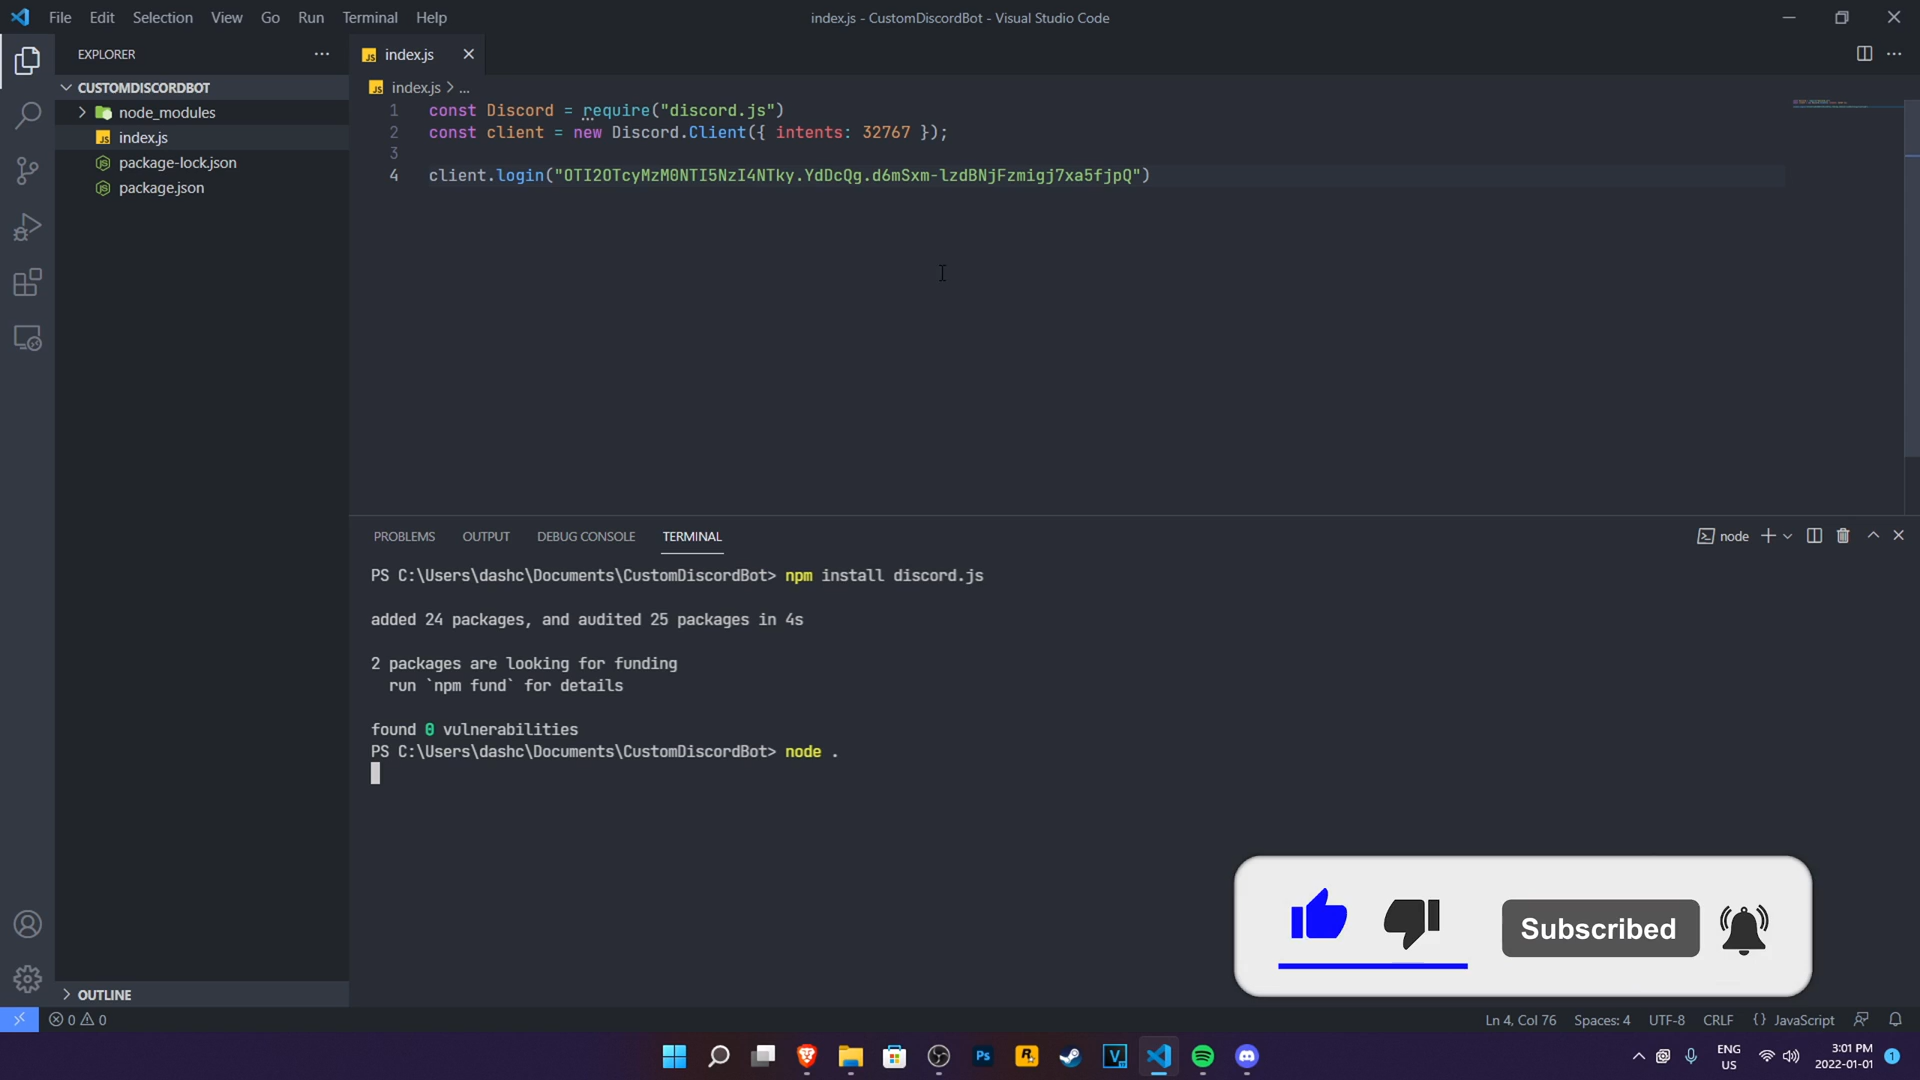 File Edit Selection View Go Run Terminal Help
index.js - CustomDiscordBot - Visual Studio Code
EXPLORER
CUSTOMDISCORDBOT
node_modules
index.js
package-lock.json
package.json
OUTLINE
index.js
index.js > ...
1 const Discord = require("discord.js")
2 const client = new Discord.Client({ intents: 32767 });
3
4 client.login("OTI2OTcyMzM0NTI5NzI4NTky.YdDcQg.d6mSxm-lzdBNjFzmigj7xa5fjpQ")
PROBLEMS OUTPUT DEBUG CONSOLE TERMINAL
node
PS C:\Users\dashc\Documents\CustomDiscordBot> npm install discord.js
added 24 packages, and audited 25 packages in 4s
2 packages are looking for funding
run `npm fund` for details
found 0 vulnerabilities
PS C:\Users\dashc\Documents\CustomDiscordBot> node .
Subscribed
0 0
Ln 4, Col 76 Spaces: 4 UTF-8 CRLF {} JavaScript
ENG
US
3:01 PM
2022-01-01
1